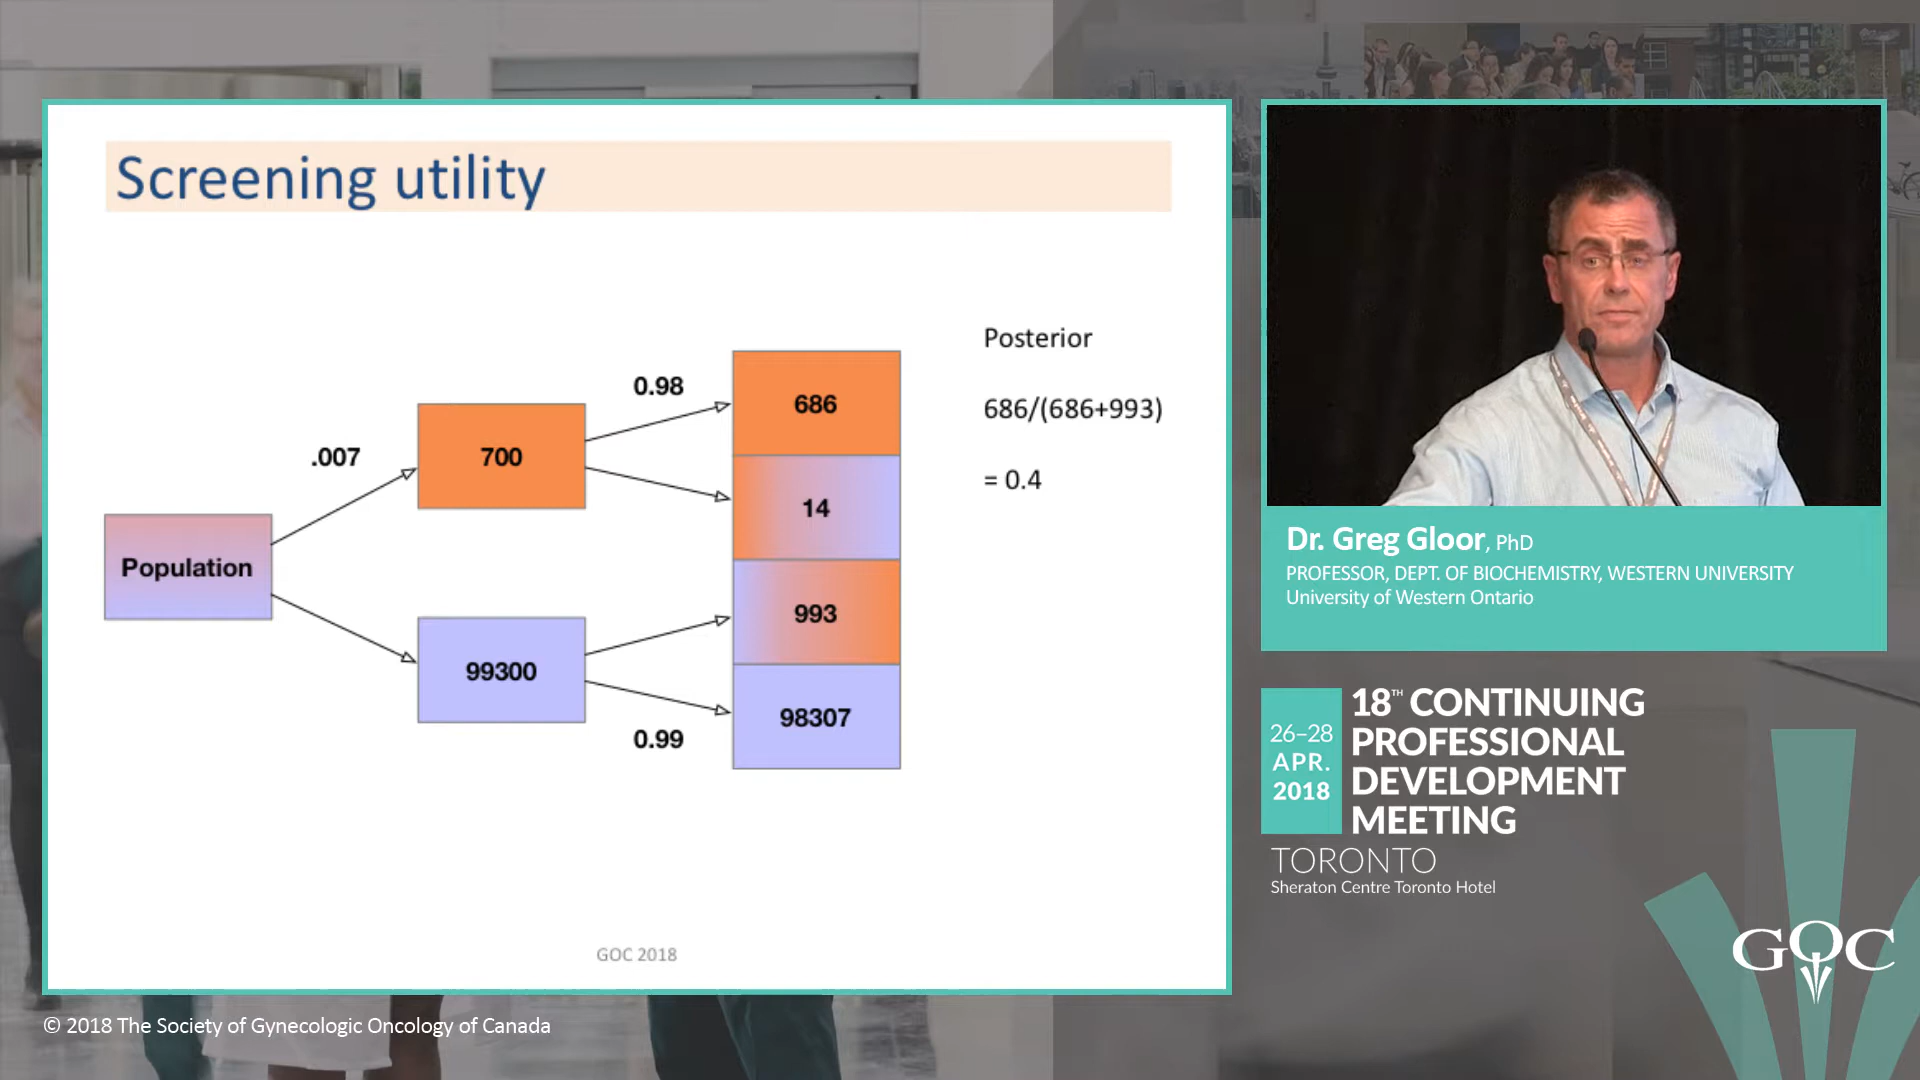 Screening utility
Population
.007
700
99300
0.98
0.99
686
14
993
98307
Posterior
686/(686+993)
= 0.4
GOC 2018
Dr. Greg Gloor, PhD
PROFESSOR, DEPT. OF BIOCHEMISTRY, WESTERN UNIVERSITY
University of Western Ontario
26–28
APR.
2018
18TH CONTINUING
PROFESSIONAL
DEVELOPMENT
MEETING
TORONTO
Sheraton Centre Toronto Hotel
GOC
© 2018 The Society of Gynecologic Oncology of Canada